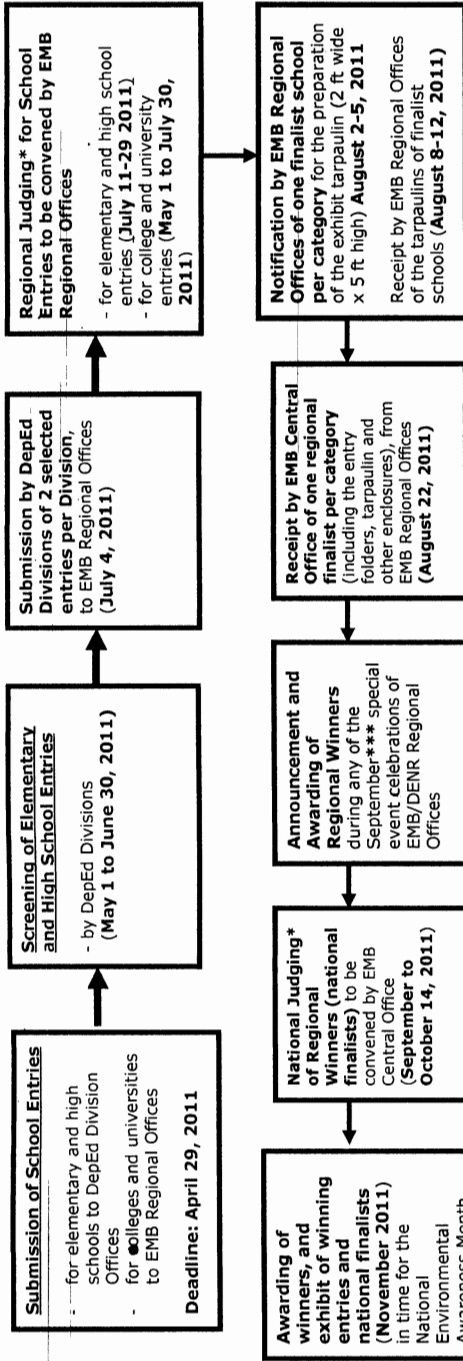 Submission of School Entries
- for elementary and high
schools to DepEd Division
Offices
- for colleges and universities
to EMB Regional Offices
Deadline: April 29, 2011
Screening of Elementary
and High School Entries
- by DepEd Divisions
(May 1 to June 30, 2011)
Submission by DepEd
Divisions of 2 selected
entries per Division,
to EMB Regional Offices
(July 4, 2011)
Regional Judging* for School
Entries to be convened by EMB
Regional Offices
- for elementary and high school
entries (July 11-29 2011)
- for college and university
entries (May 1 to July 30,
2011)
Notification by EMB Regional
Offices of one finalist school
per category for the preparation
of the exhibit tarpaulin (2 ft wide
x 5 ft high) August 2-5, 2011
Receipt by EMB Regional Offices
of the tarpaulins of finalist
schools (August 8-12, 2011)
Receipt by EMB Central
Office of one regional
finalist per category
(including the entry
folders, tarpaulin and
other enclosures), from
EMB Regional Offices
(August 22, 2011)
Announcement and
Awarding of
Regional Winners
during any of the
September*** special
event celebrations of
EMB/DENR Regional
Offices
National Judging*
of Regional
Winners (national
finalists) to be
convened by EMB
Central Office
(September to
October 14, 2011)
Awarding of
winners, and
exhibit of winning
entries and
national finalists
(November 2011)
in time for the
National
Environmental
Awareness Month